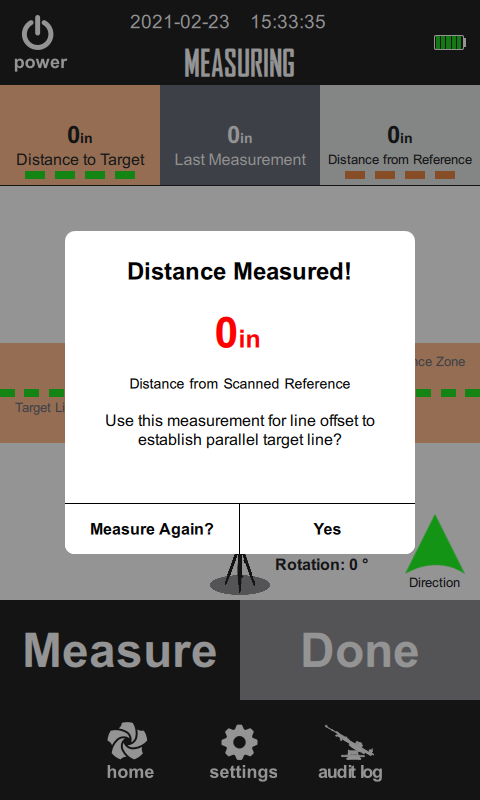 2021-02-23 15:33:35
power
MEASURING
0in
Distance to Target
0in
Last Measurement
0in
Distance from Reference
Distance Measured!
0in
Distance from Scanned Reference
Use this measurement for line offset to
establish parallel target line?
Measure Again?
Yes
nce Zone
Target Li
Rotation: 0 °
Direction
Measure
Done
home
settings
audit log